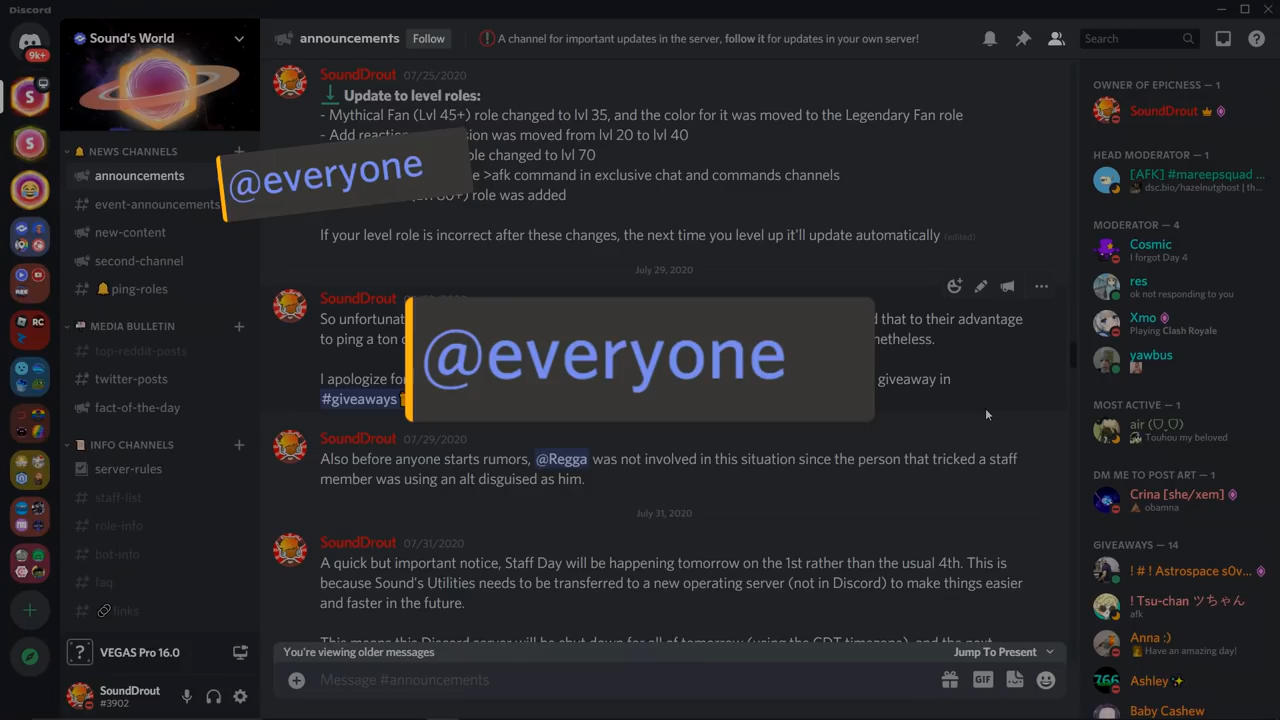 Discord
9k+
Sound's World
NEWS CHANNELS
announcements
event-announcements
new-content
second-channel
ping-roles
MEDIA BULLETIN
top-reddit-posts
twitter-posts
fact-of-the-day
INFO CHANNELS
server-rules
staff-list
role-info
bot-info
faq
links
VEGAS Pro 16.0
SoundDrout
#3902
announcements
Follow
A channel for important updates in the server, follow it for updates in your own server!
Search
SoundDrout 07/25/2020
Update to level roles:
- Mythical Fan (Lvl 45+) role changed to lvl 35, and the color for it was moved to the Legendary Fan role
- Add reaction was moved from lvl 20 to lvl 40
role changed to lvl 70
>afk command in exclusive chat and commands channels
role was added
If your level role is incorrect after these changes, the next time you level up it'll update automatically (edited)
@everyone
July 29, 2020
SoundDrout
So unfortunat
d that to their advantage
to ping a ton
netheless.
I apologize for
giveaway in
#giveaways
@everyone
SoundDrout 07/29/2020
Also before anyone starts rumors, @Regga was not involved in this situation since the person that tricked a staff
member was using an alt disguised as him.
July 31, 2020
SoundDrout 07/31/2020
A quick but important notice, Staff Day will be happening tomorrow on the 1st rather than the usual 4th. This is
because Sound's Utilities needs to be transferred to a new operating server (not in Discord) to make things easier
and faster in the future.
This means this Discord server will be shut down for all of tomorrow (using the CDT timezone), and the next
You're viewing older messages
Jump To Present
Message #announcements
GIF
OWNER OF EPICNESS — 1
SoundDrout
HEAD MODERATOR — 1
[AFK] #mareepsquad ...
dsc.bio/hazelnutghost | th...
MODERATOR — 4
Cosmic
I forgot Day 4
res
ok not responding to you
Xmo
Playing Clash Royale
yawbus
MOST ACTIVE — 1
air
Touhou my beloved
DM ME TO POST ART — 1
Crina [she/xem]
obamna
GIVEAWAYS — 14
! # ! Astrospace s0v...
! Tsu-chan ツちゃん
afk
Anna :)
Have an amazing day!
Ashley
Baby Cashew